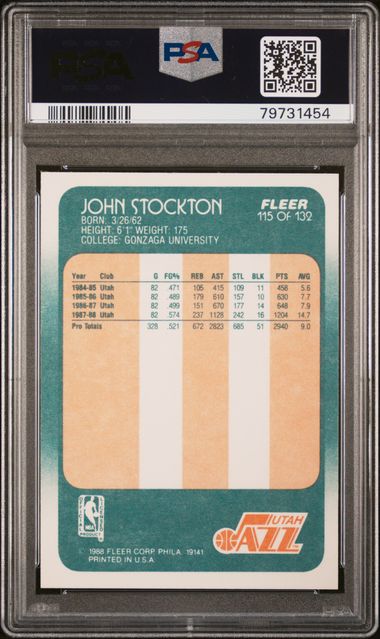 PSA
PSA
79731454
JOHN STOCKTON
FLEER
BORN: 3/26/62
115 OF 132
HEIGHT: 6'1" WEIGHT: 175
COLLEGE: GONZAGA UNIVERSITY
Year Club G FG% REB AST STL BLK PTS AVG
1984-85 Utah 82 .471 105 415 109 11 458 5.6
1985-86 Utah 82 .489 179 610 157 10 630 7.7
1986-87 Utah 82 .499 151 670 177 14 648 7.9
1987-88 Utah 82 .574 237 1128 242 16 1204 14.7
Pro Totals 328 .521 672 2823 685 51 2940 9.0
OFFICIAL LICENSED
NBA
PRODUCT
UTAH
JAZZ
© 1988 FLEER CORP. PHILA. 19141
PRINTED IN U.S.A.